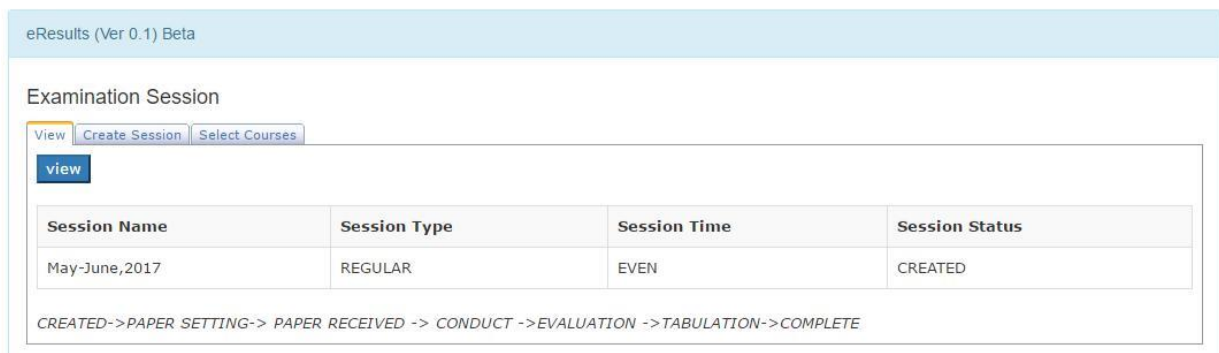 eResults (Ver 0.1) Beta
Examination Session
View Create Session Select Courses
view
Session Name Session Type Session Time Session Status
May-June,2017 REGULAR EVEN CREATED
CREATED->PAPER SETTING-> PAPER RECEIVED -> CONDUCT ->EVALUATION ->TABULATION->COMPLETE